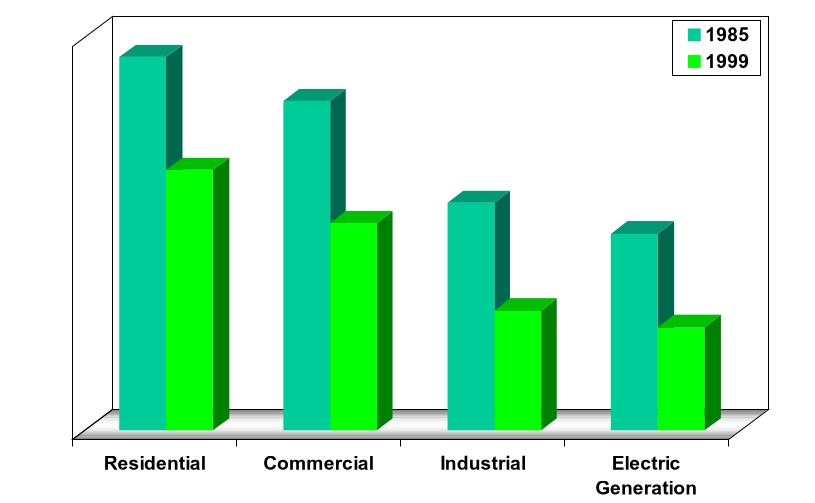 1985
1999
Residential
Commercial
Industrial
Electric
Generation